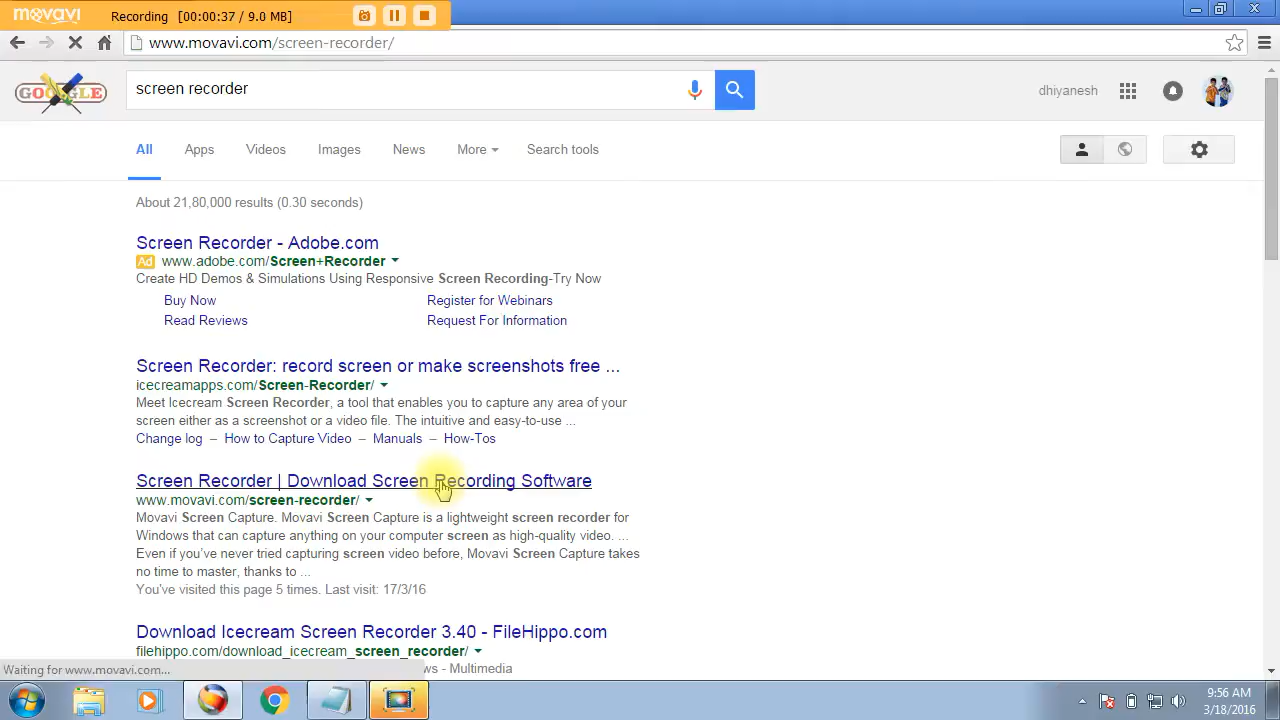 movavi Recording [00:00:37 / 9.0 MB]
www.movavi.com/screen-recorder/
GOOGLE screen recorder dhiyanesh
All Apps Videos Images News More Search tools
About 21,80,000 results (0.30 seconds)
Screen Recorder - Adobe.com
Ad www.adobe.com/Screen+Recorder
Create HD Demos & Simulations Using Responsive Screen Recording-Try Now
Buy Now Register for Webinars
Read Reviews Request For Information
Screen Recorder: record screen or make screenshots free ...
icecreamapps.com/Screen-Recorder/
Meet Icecream Screen Recorder, a tool that enables you to capture any area of your
screen either as a screenshot or a video file. The intuitive and easy-to-use ...
Change log – How to Capture Video – Manuals – How-Tos
Screen Recorder | Download Screen Recording Software
www.movavi.com/screen-recorder/
Movavi Screen Capture. Movavi Screen Capture is a lightweight screen recorder for
Windows that can capture anything on your computer screen as high-quality video. ...
Even if you've never tried capturing screen video before, Movavi Screen Capture takes
no time to master, thanks to ...
You've visited this page 5 times. Last visit: 17/3/16
Download Icecream Screen Recorder 3.40 - FileHippo.com
filehippo.com/download_icecream_screen_recorder/
Waiting for www.movavi.com... ws - Multimedia
9:56 AM
3/18/2016